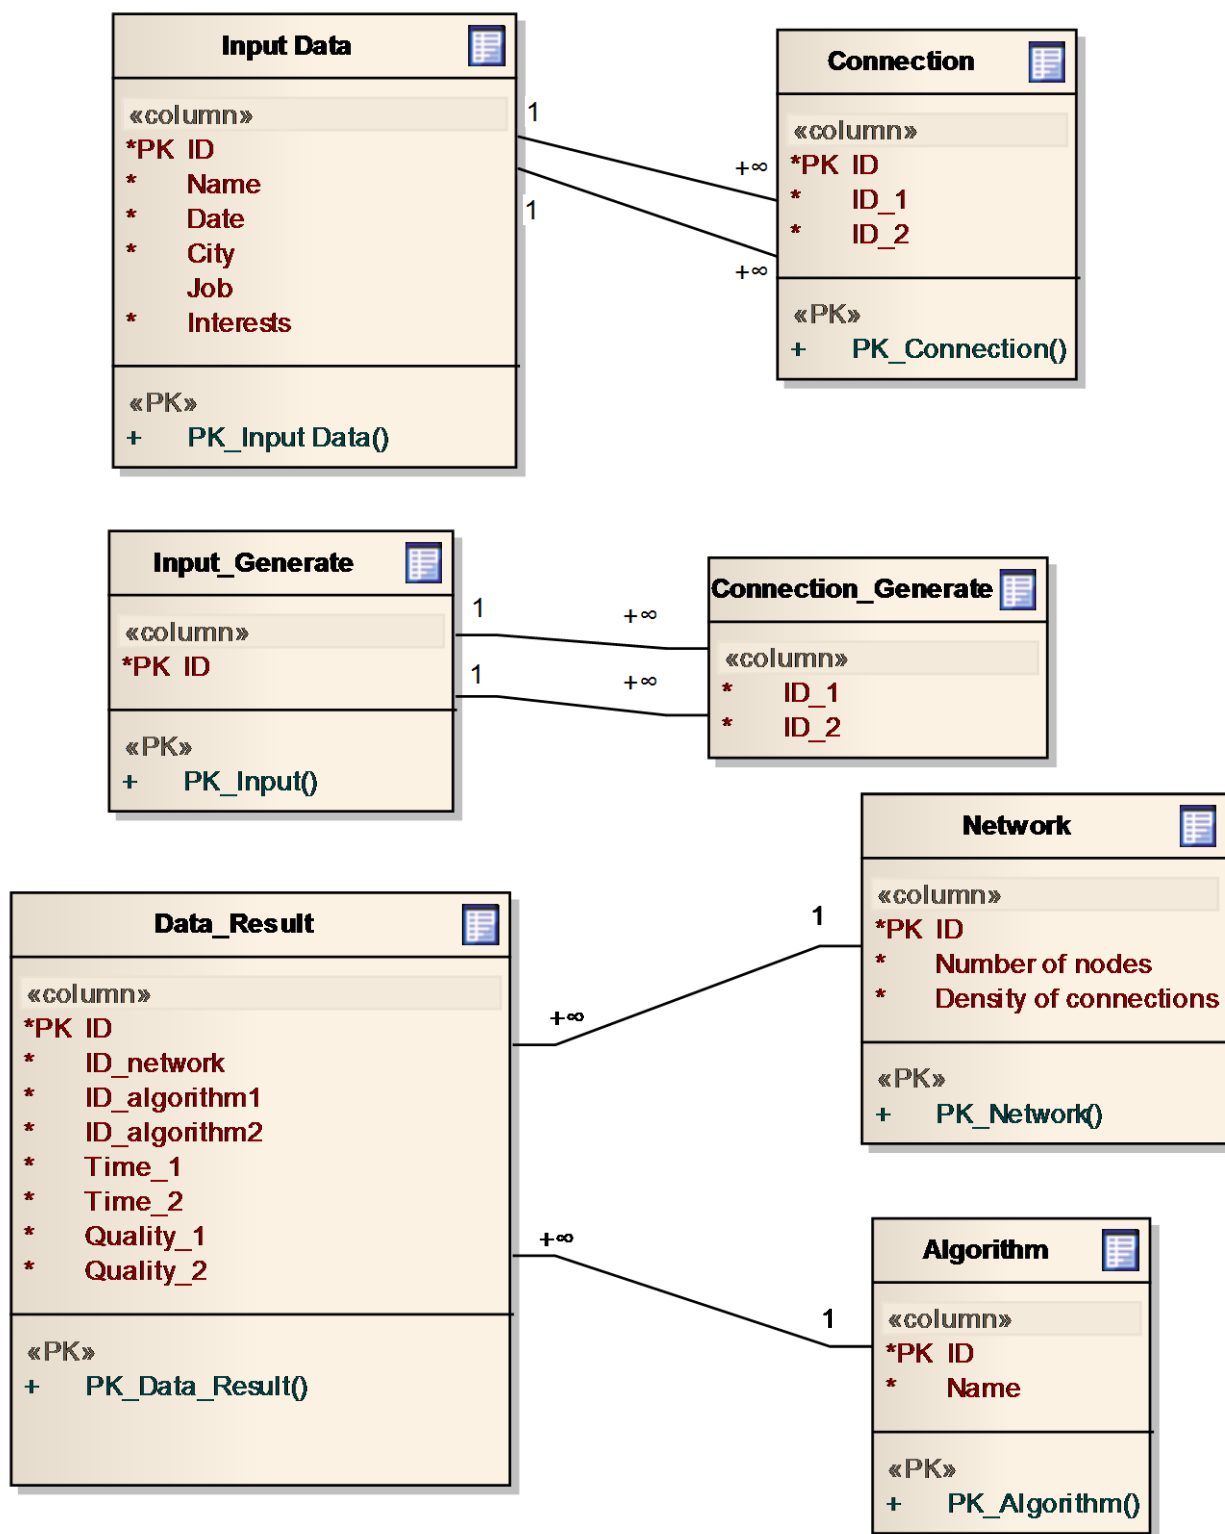 Input Data
«column»
*PK ID
* Name
* Date
* City
Job
* Interests
«PK»
+ PK_Input Data()
1
1
+∞
+∞
Connection
«column»
*PK ID
* ID_1
* ID_2
«PK»
+ PK_Connection()
Input_Generate
«column»
*PK ID
«PK»
+ PK_Input()
1
1
+∞
+∞
Connection_Generate
«column»
* ID_1
* ID_2
Network
«column»
*PK ID
* Number of nodes
* Density of connections
«PK»
+ PK_Network()
1
+∞
Data_Result
«column»
*PK ID
* ID_network
* ID_algorithm1
* ID_algorithm2
* Time_1
* Time_2
* Quality_1
* Quality_2
«PK»
+ PK_Data_Result()
+∞
1
Algorithm
«column»
*PK ID
* Name
«PK»
+ PK_Algorithm()